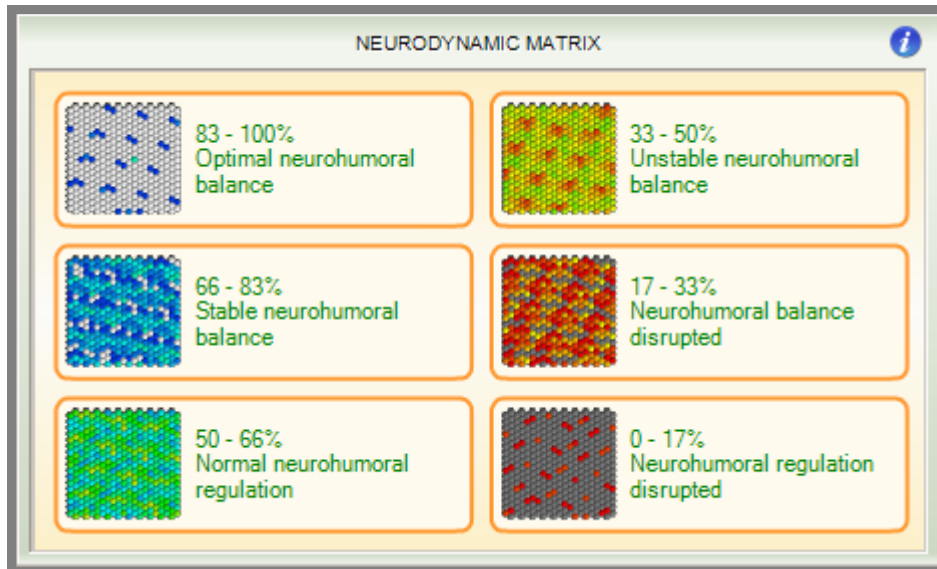 NEURODYNAMIC MATRIX
i
83 - 100%
Optimal neurohumoral
balance
33 - 50%
Unstable neurohumoral
balance
66 - 83%
Stable neurohumoral
balance
17 - 33%
Neurohumoral balance
disrupted
50 - 66%
Normal neurohumoral
regulation
0 - 17%
Neurohumoral regulation
disrupted